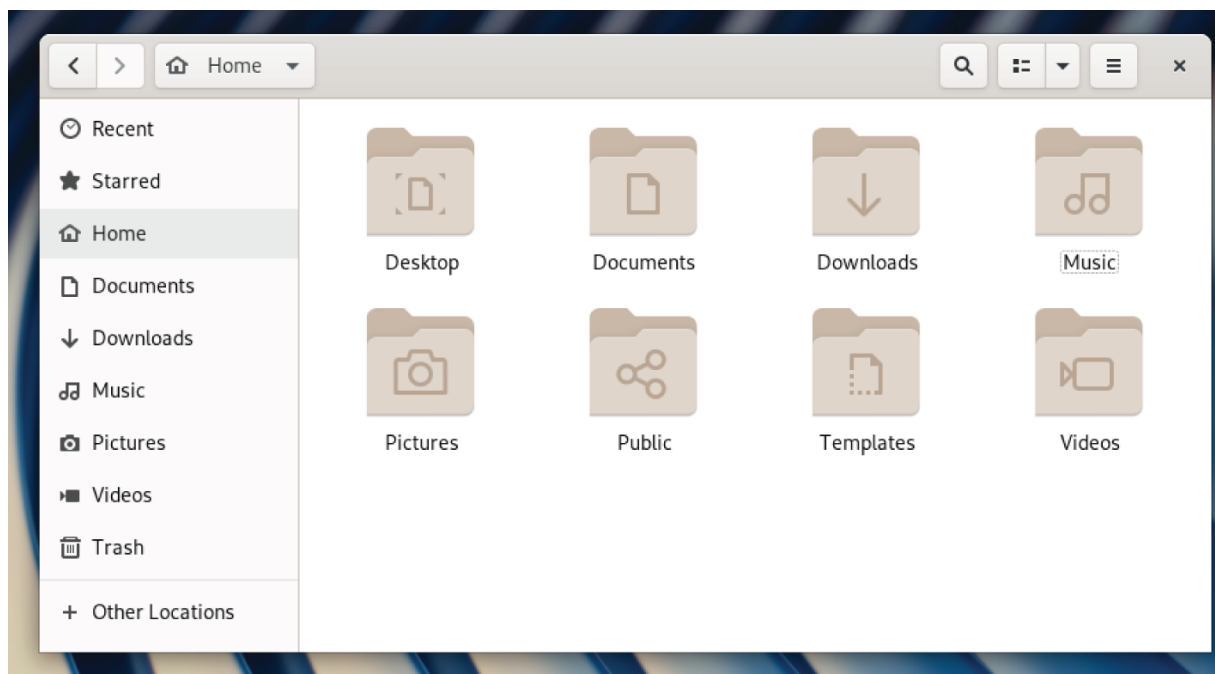 Home
Recent
Starred
Home
Documents
Downloads
Music
Pictures
Videos
Trash
Other Locations
Desktop Documents Downloads Music
Pictures Public Templates Videos